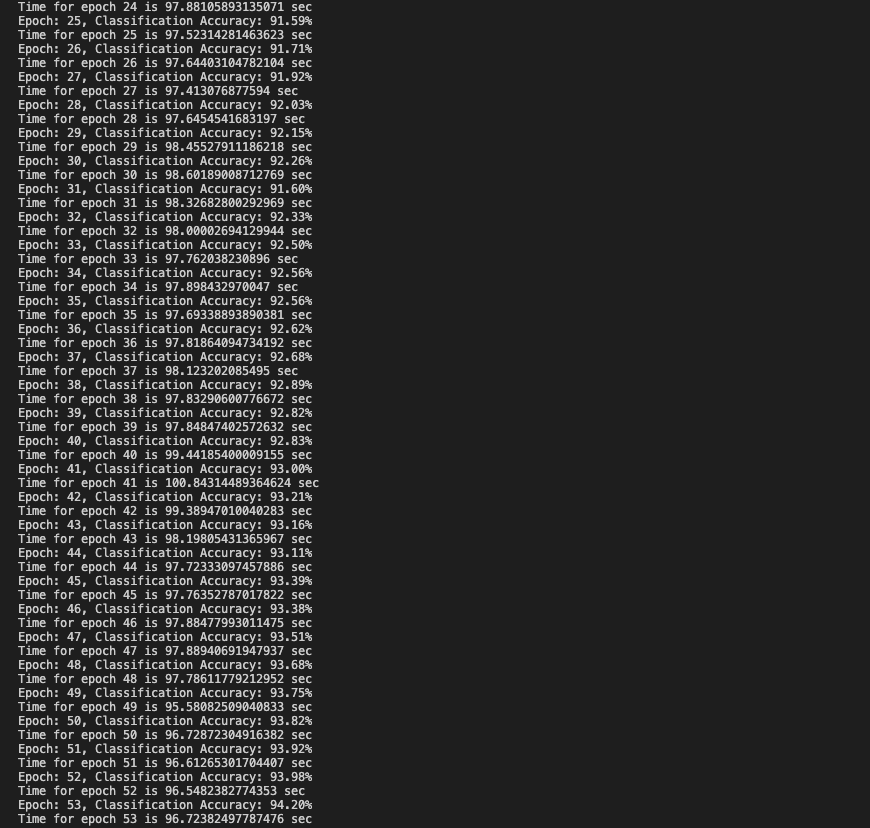 Time for epoch 24 is 97.88105893135071 sec
Epoch: 25, Classification Accuracy: 91.59%
Time for epoch 25 is 97.52314281463623 sec
Epoch: 26, Classification Accuracy: 91.71%
Time for epoch 26 is 97.64403104782104 sec
Epoch: 27, Classification Accuracy: 91.92%
Time for epoch 27 is 97.413076877594 sec
Epoch: 28, Classification Accuracy: 92.03%
Time for epoch 28 is 97.6454541683197 sec
Epoch: 29, Classification Accuracy: 92.15%
Time for epoch 29 is 98.45527911186218 sec
Epoch: 30, Classification Accuracy: 92.26%
Time for epoch 30 is 98.60189008712769 sec
Epoch: 31, Classification Accuracy: 91.60%
Time for epoch 31 is 98.32682800292969 sec
Epoch: 32, Classification Accuracy: 92.33%
Time for epoch 32 is 98.00002694129944 sec
Epoch: 33, Classification Accuracy: 92.50%
Time for epoch 33 is 97.762038230896 sec
Epoch: 34, Classification Accuracy: 92.56%
Time for epoch 34 is 97.898432970047 sec
Epoch: 35, Classification Accuracy: 92.56%
Time for epoch 35 is 97.69338893890381 sec
Epoch: 36, Classification Accuracy: 92.62%
Time for epoch 36 is 97.81864094734192 sec
Epoch: 37, Classification Accuracy: 92.68%
Time for epoch 37 is 98.123202085495 sec
Epoch: 38, Classification Accuracy: 92.89%
Time for epoch 38 is 97.83290600776672 sec
Epoch: 39, Classification Accuracy: 92.82%
Time for epoch 39 is 97.84847402572632 sec
Epoch: 40, Classification Accuracy: 92.83%
Time for epoch 40 is 99.44185400009155 sec
Epoch: 41, Classification Accuracy: 93.00%
Time for epoch 41 is 100.84314489364624 sec
Epoch: 42, Classification Accuracy: 93.21%
Time for epoch 42 is 99.38947010040283 sec
Epoch: 43, Classification Accuracy: 93.16%
Time for epoch 43 is 98.19805431365967 sec
Epoch: 44, Classification Accuracy: 93.11%
Time for epoch 44 is 97.72333097457886 sec
Epoch: 45, Classification Accuracy: 93.39%
Time for epoch 45 is 97.76352787017822 sec
Epoch: 46, Classification Accuracy: 93.38%
Time for epoch 46 is 97.88477993011475 sec
Epoch: 47, Classification Accuracy: 93.51%
Time for epoch 47 is 97.88940691947937 sec
Epoch: 48, Classification Accuracy: 93.68%
Time for epoch 48 is 97.78611779212952 sec
Epoch: 49, Classification Accuracy: 93.75%
Time for epoch 49 is 95.58082509040833 sec
Epoch: 50, Classification Accuracy: 93.82%
Time for epoch 50 is 96.72872304916382 sec
Epoch: 51, Classification Accuracy: 93.92%
Time for epoch 51 is 96.61265301704407 sec
Epoch: 52, Classification Accuracy: 93.98%
Time for epoch 52 is 96.5482382774353 sec
Epoch: 53, Classification Accuracy: 94.20%
Time for epoch 53 is 96.72382497787476 sec